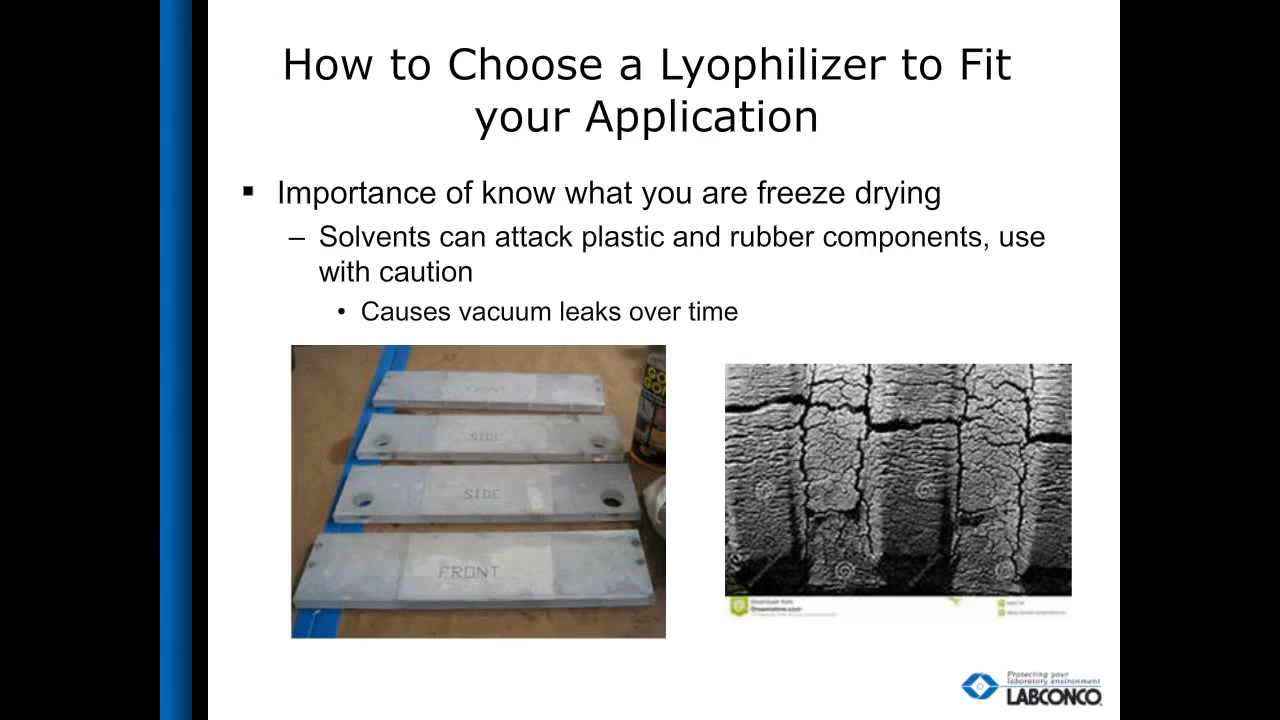 How to Choose a Lyophilizer to Fit
your Application
Importance of know what you are freeze drying
– Solvents can attack plastic and rubber components, use
with caution
• Causes vacuum leaks over time
FRONT
SIDE
SIDE
FRONT
Dreamstime.com
Protecting your
laboratory environment
LABCONCO